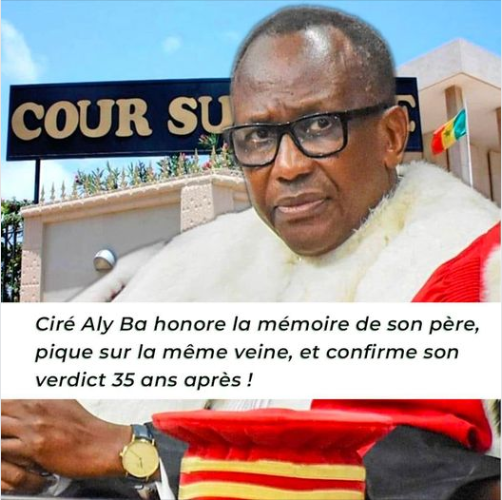 COUR SU E
Ciré Aly Ba honore la mémoire de son père,
pique sur la même veine, et confirme son
verdict 35 ans après !